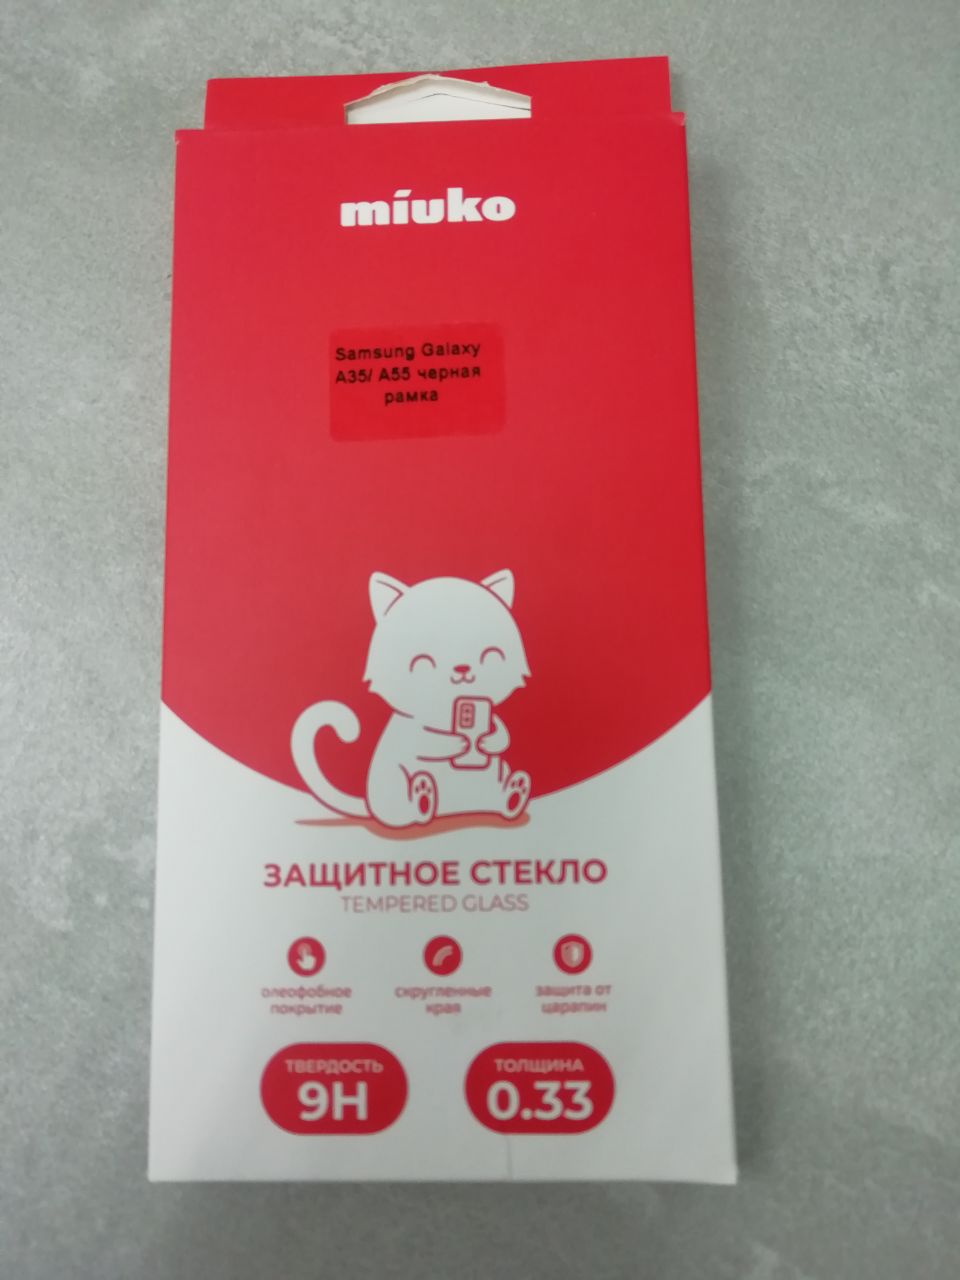 míuko
Samsung Galaxy
A35/ A55 черная
рамка
ЗАЩИТНОЕ СТЕКЛО
TEMPERED GLASS
олеофобное
покрытие
скругленные
края
защита от
царапин
ТВЕРДОСТЬ
9H
ТОЛЩИНА
0.33